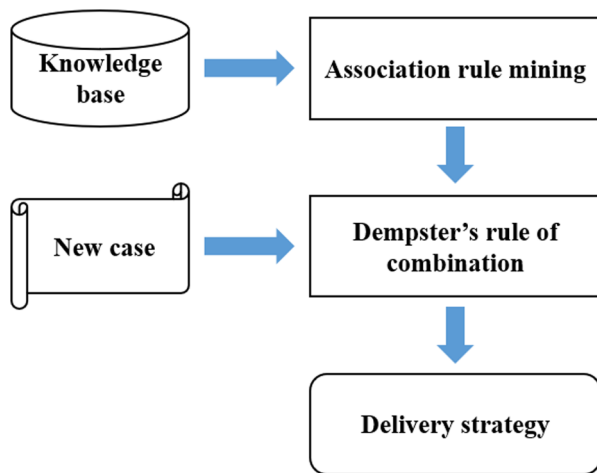 Knowledge
base
Association rule mining
New case
Dempster’s rule of
combination
Delivery strategy